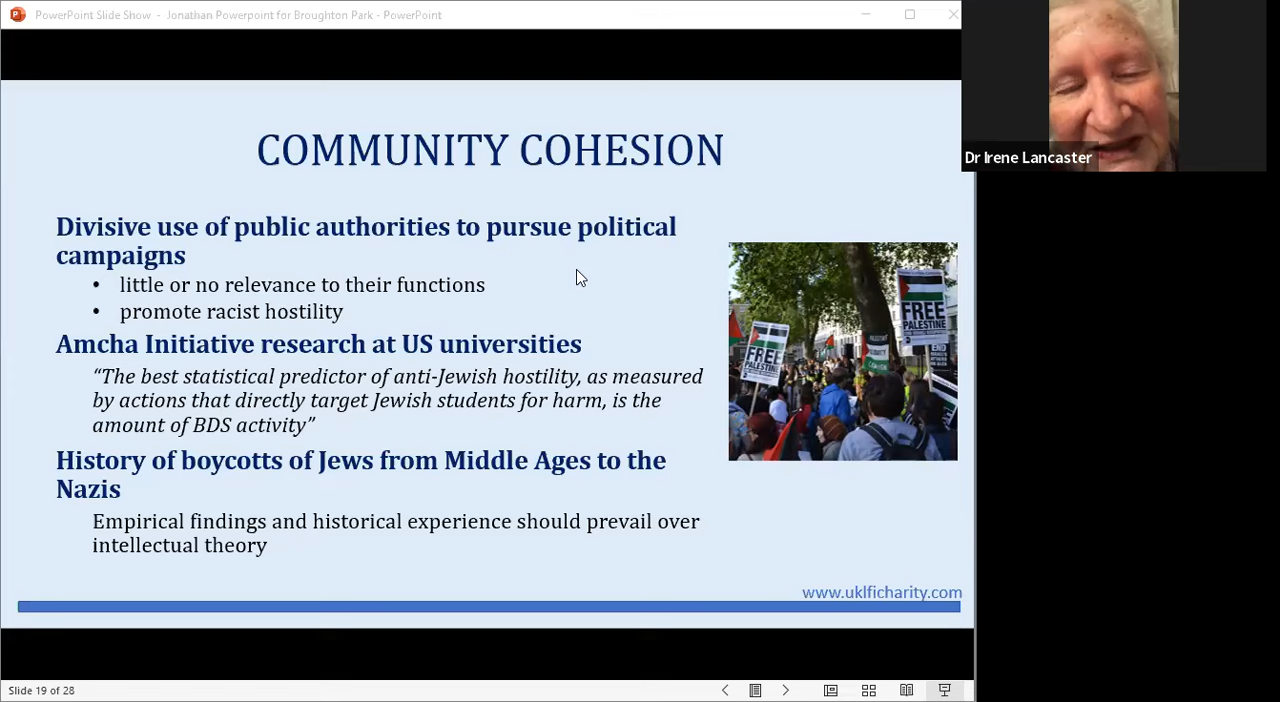 PowerPoint Slide Show - Jonathan Powerpoint for Broughton Park - PowerPoint
Dr Irene Lancaster
COMMUNITY COHESION
Divisive use of public authorities to pursue political
campaigns
• little or no relevance to their functions
• promote racist hostility
Amcha Initiative research at US universities
“The best statistical predictor of anti-Jewish hostility, as measured
by actions that directly target Jewish students for harm, is the
amount of BDS activity”
History of boycotts of Jews from Middle Ages to the
Nazis
Empirical findings and historical experience should prevail over
intellectual theory
FREE
PALESTINE
FREE
PALESTINE
END
www.uklficharity.com
Slide 19 of 28